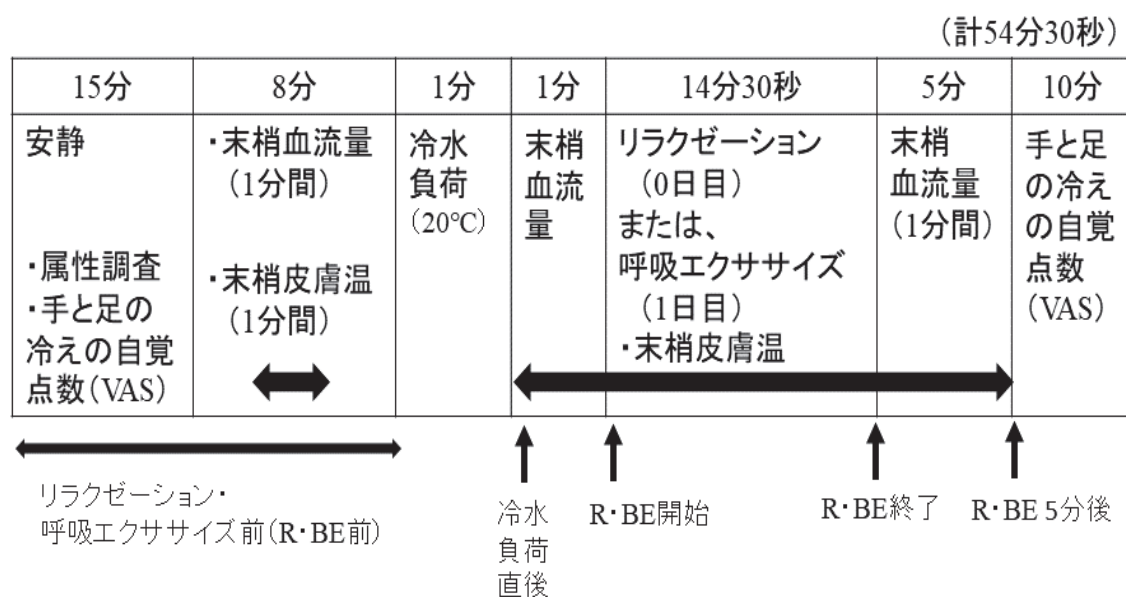 (計54分30秒)
15分
8分
1分
1分
14分30秒
5分
10分
安静
・属性調査
・手と足の
冷えの自覚
点数(VAS)
・末梢血流量
(1分間)
・末梢皮膚温
(1分間)
冷水
負荷
(20℃)
末梢
血流
量
リラクゼーション
(0日目)
または、
呼吸エクササイズ
(1日目)
・末梢皮膚温
末梢
血流量
(1分間)
手と足
の冷え
の自覚
点数
(VAS)
リラクゼーション・
呼吸エクササイズ前(R・BE前)
冷水
負荷
直後
R・BE開始
R・BE終了
R・BE 5分後